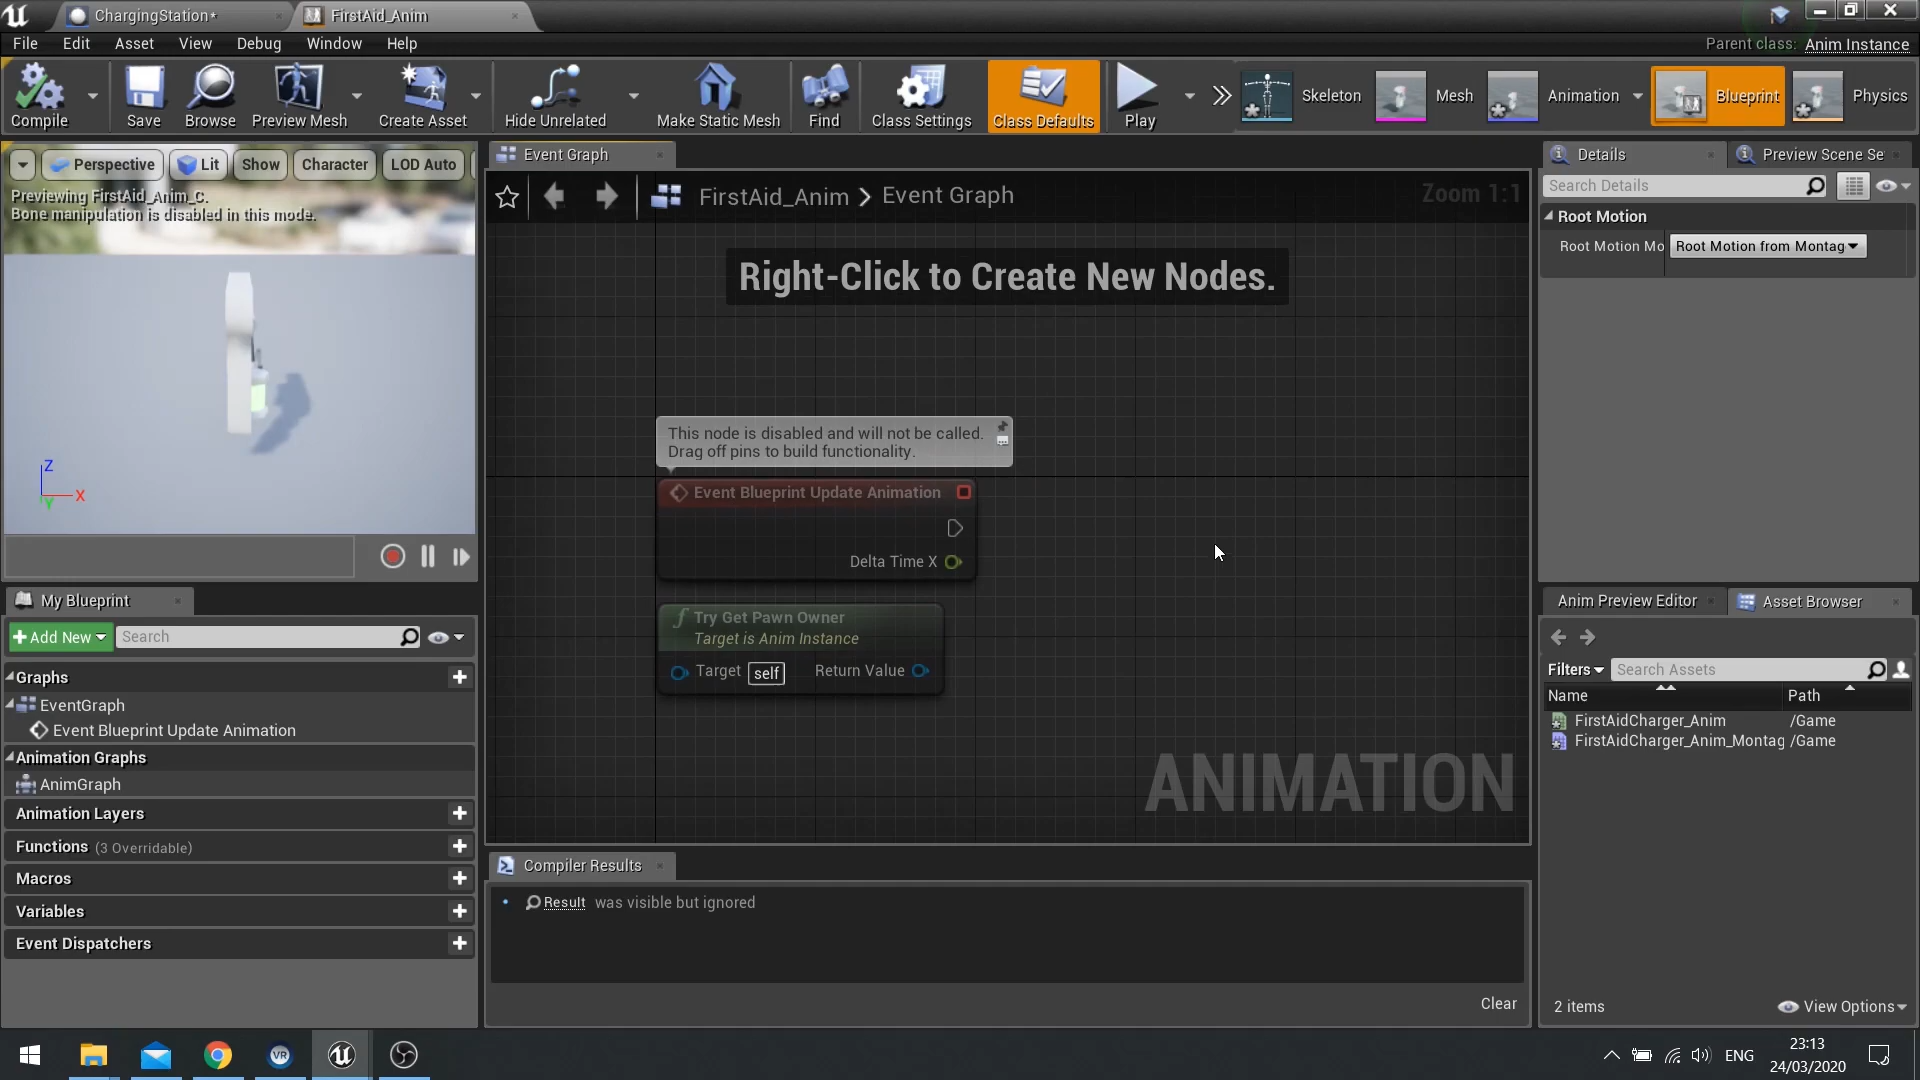 ChargingStation*
FirstAid_Anim
File Edit Asset View Debug Window Help
Parent class: Anim Instance
Compile
Save
Browse
Preview Mesh
Create Asset
Hide Unrelated
Make Static Mesh
Find
Class Settings
Class Defaults
Play
Skeleton
Mesh
Animation
Blueprint
Physics
Perspective
Lit
Show
Character
LOD Auto
Previewing FirstAid_Anim_C.
Bone manipulation is disabled in this mode.
Z
X
Y
Event Graph
FirstAid_Anim > Event Graph
Zoom 1:1
Right-Click to Create New Nodes.
This node is disabled and will not be called.
Drag off pins to build functionality.
Event Blueprint Update Animation
Delta Time X
Try Get Pawn Owner
Target is Anim Instance
Target self Return Value
ANIMATION
Compiler Results
Result was visible but ignored
Clear
My Blueprint
Add New
Search
Graphs
EventGraph
Event Blueprint Update Animation
Animation Graphs
AnimGraph
Animation Layers
Functions (3 Overridable)
Macros
Variables
Event Dispatchers
Details
Preview Scene Se
Search Details
Root Motion
Root Motion Mo Root Motion from Montag
Anim Preview Editor
Asset Browser
Filters
Search Assets
Name Path
FirstAidCharger_Anim /Game
FirstAidCharger_Anim_Montag /Game
2 items
View Options
VR
ENG
23:13
24/03/2020